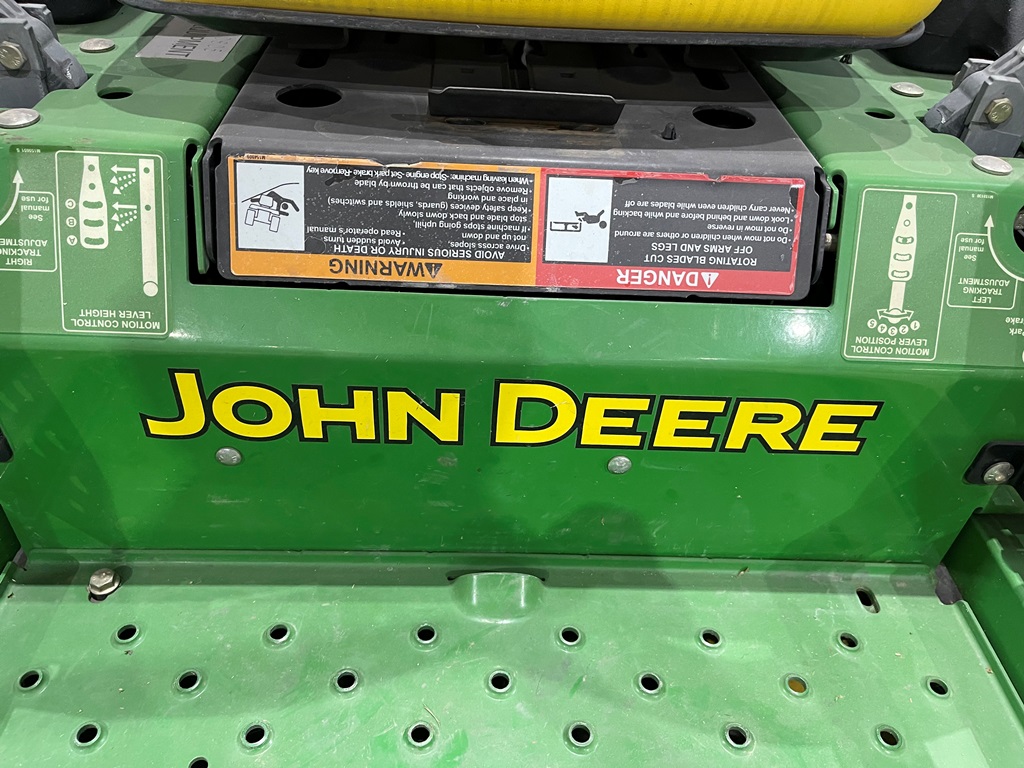 JOHN DEERE
DANGER
ROTATING BLADES CUT
OFF ARMS AND LEGS
• Do not mow when children or others are around
• Do not mow in reverse
• Look down and behind before and while backing
• Never carry children even when blades are off
WARNING
AVOID SERIOUS INJURY OR DEATH
• Drive across slopes,
not up and down
• Avoid sudden turns
• If machine stops going uphill,
stop blade and back down slowly
• Read operator's manual
• Keep safety devices (guards, shields and switches)
in place and working
• Remove objects that can be thrown by blade
• When leaving machine: -Stop engine -Set park brake -Remove key
MOTION CONTROL
LEVER HEIGHT
A
B
C
RIGHT
TRACKING
ADJUSTMENT
See
manual
for use
MOTION CONTROL
LEVER POSITION
1 2 3 4 5
LEFT
TRACKING
ADJUSTMENT
See
manual
for use